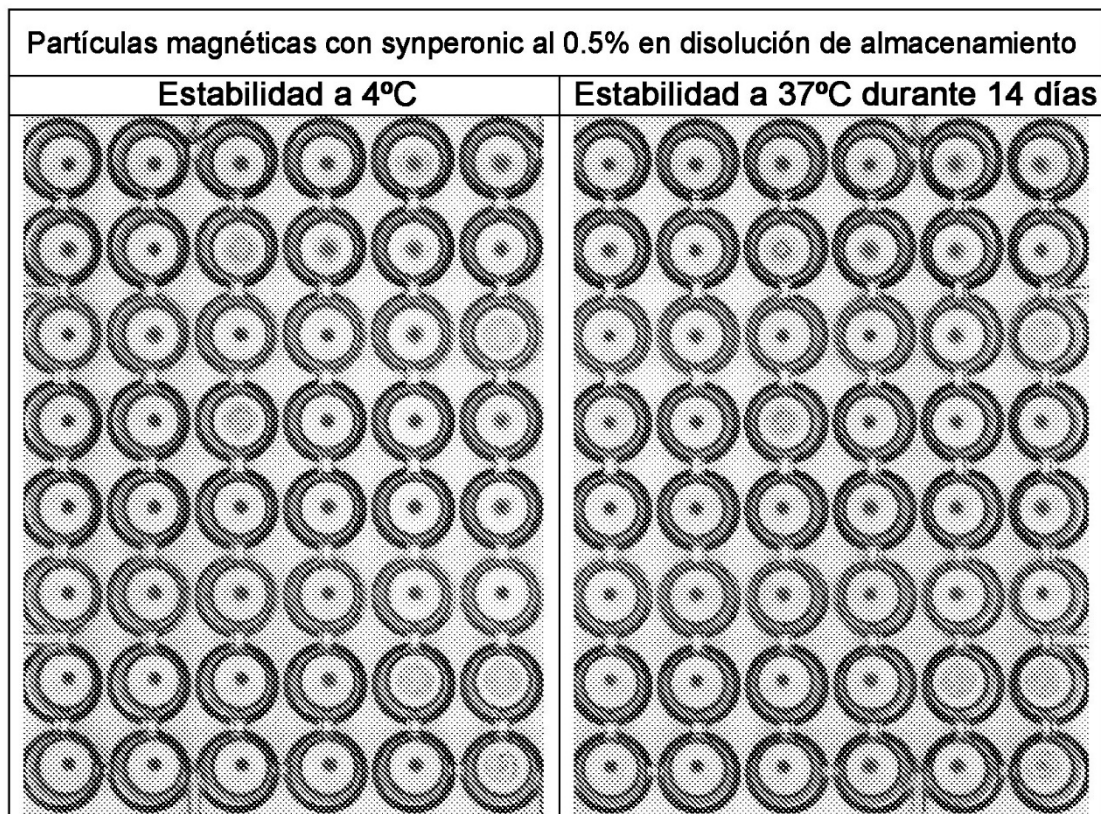 Partículas magnéticas con synperonic al 0.5% en disolución de almacenamiento
Estabilidad a 4ºC
Estabilidad a 37ºC durante 14 días